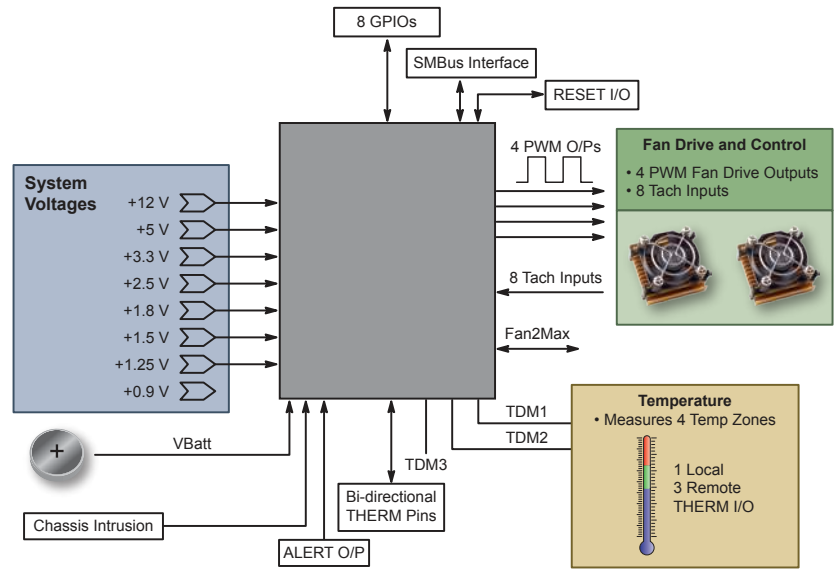 8 GPIOs
SMBus Interface
RESET I/O
4 PWM O/Ps
Fan Drive and Control
• 4 PWM Fan Drive Outputs
• 8 Tach Inputs
System
Voltages
+12 V
+5 V
+3.3 V
+2.5 V
+1.8 V
+1.5 V
+1.25 V
+0.9 V
8 Tach Inputs
Fan2Max
TDM1
TDM2
TDM3
Temperature
• Measures 4 Temp Zones
1 Local
3 Remote
THERM I/O
+
VBatt
Bi-directional
THERM Pins
Chassis Intrusion
ALERT O/P